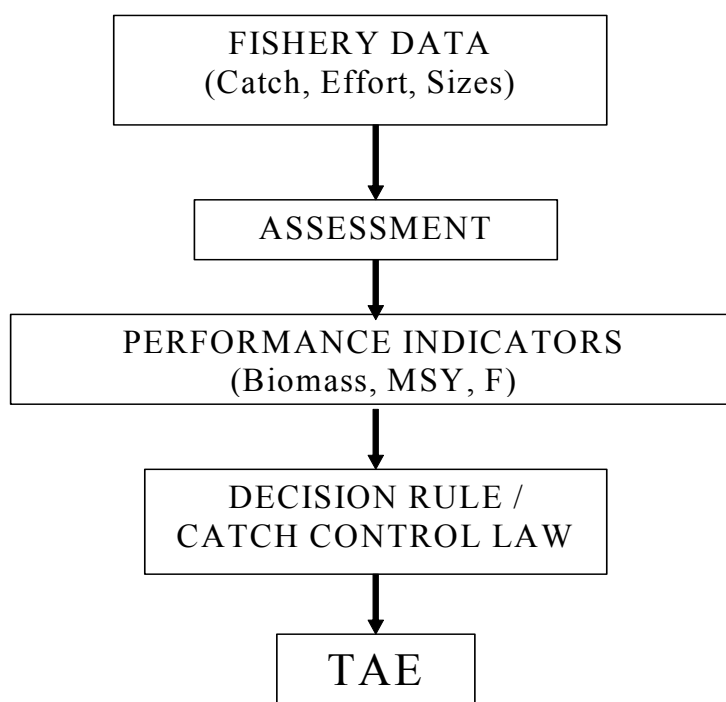 FISHERY DATA
(Catch, Effort, Sizes)
ASSESSMENT
PERFORMANCE INDICATORS
(Biomass, MSY, F)
DECISION RULE /
CATCH CONTROL LAW
TAE